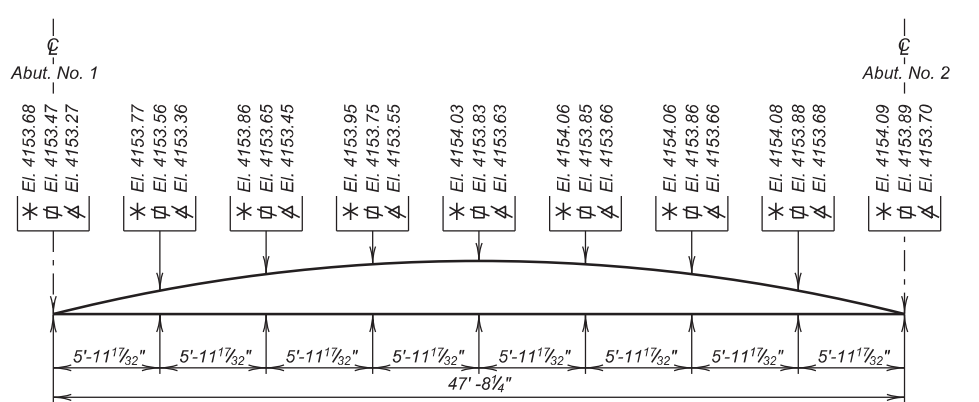 ℄
Abut. No. 1
℄
Abut. No. 2
El. 4153.68
El. 4153.47
El. 4153.27
El. 4153.77
El. 4153.56
El. 4153.36
El. 4153.86
El. 4153.65
El. 4153.45
El. 4153.95
El. 4153.75
El. 4153.55
El. 4154.03
El. 4153.83
El. 4153.63
El. 4154.06
El. 4153.85
El. 4153.66
El. 4154.06
El. 4153.86
El. 4153.66
El. 4154.08
El. 4153.88
El. 4153.68
El. 4154.09
El. 4153.89
El. 4153.70
5'-11 17/32"
5'-11 17/32"
5'-11 17/32"
5'-11 17/32"
5'-11 17/32"
5'-11 17/32"
5'-11 17/32"
5'-11 17/32"
47' -8 1/4"